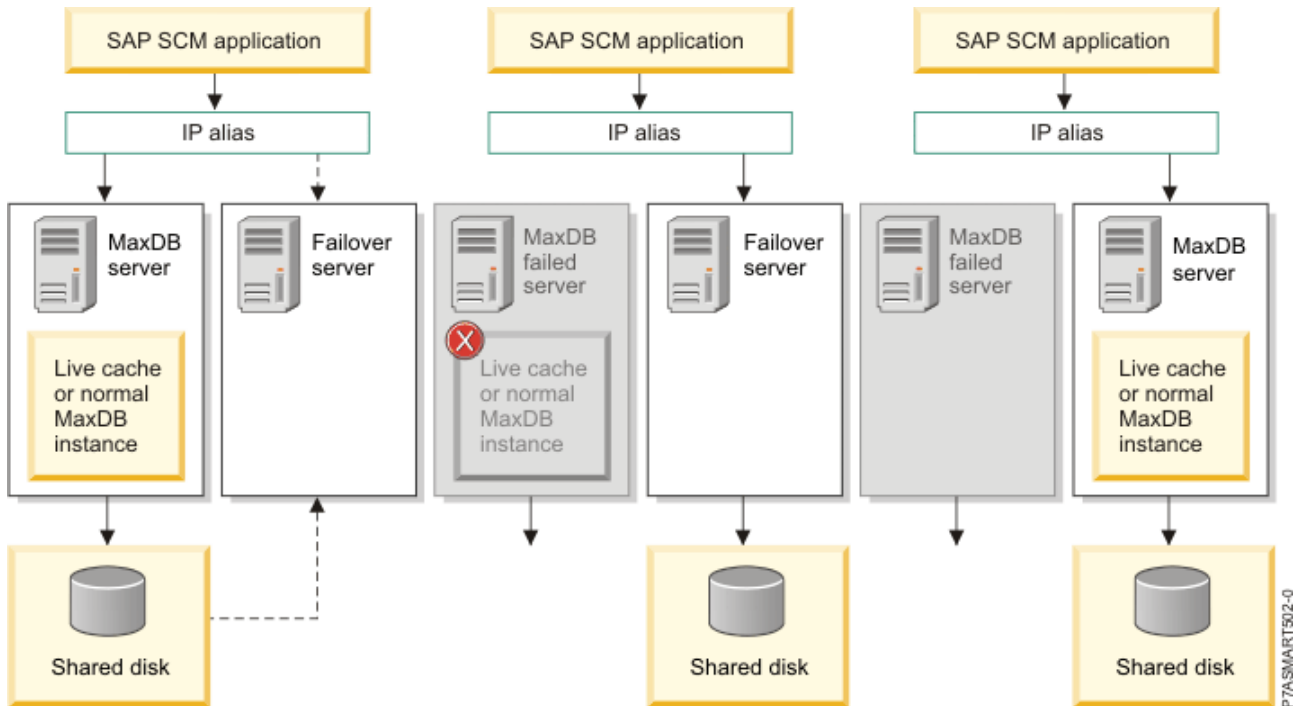 SAP SCM application
SAP SCM application
SAP SCM application
IP alias
IP alias
IP alias
MaxDB
server
Failover
server
MaxDB
failed
server
Failover
server
MaxDB
failed
server
MaxDB
server
Live cache
or normal
MaxDB
instance
X
Live cache
or normal
MaxDB
instance
Live cache
or normal
MaxDB
instance
Shared disk
Shared disk
Shared disk
P7ASMART502-0